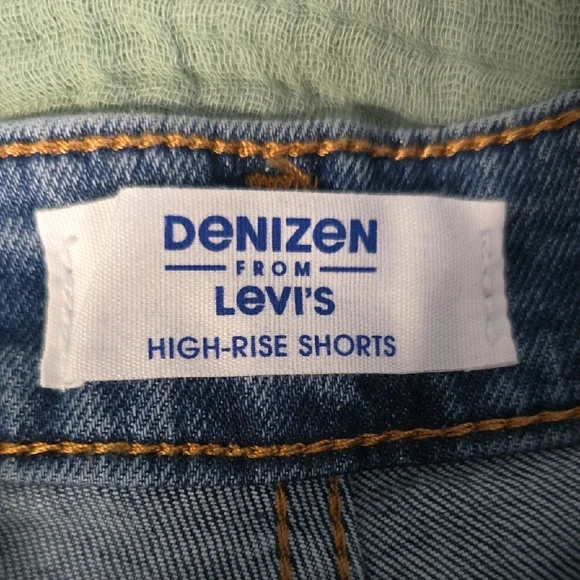 DeNiZeN
FROM
Levi's
HIGH-RISE SHORTS